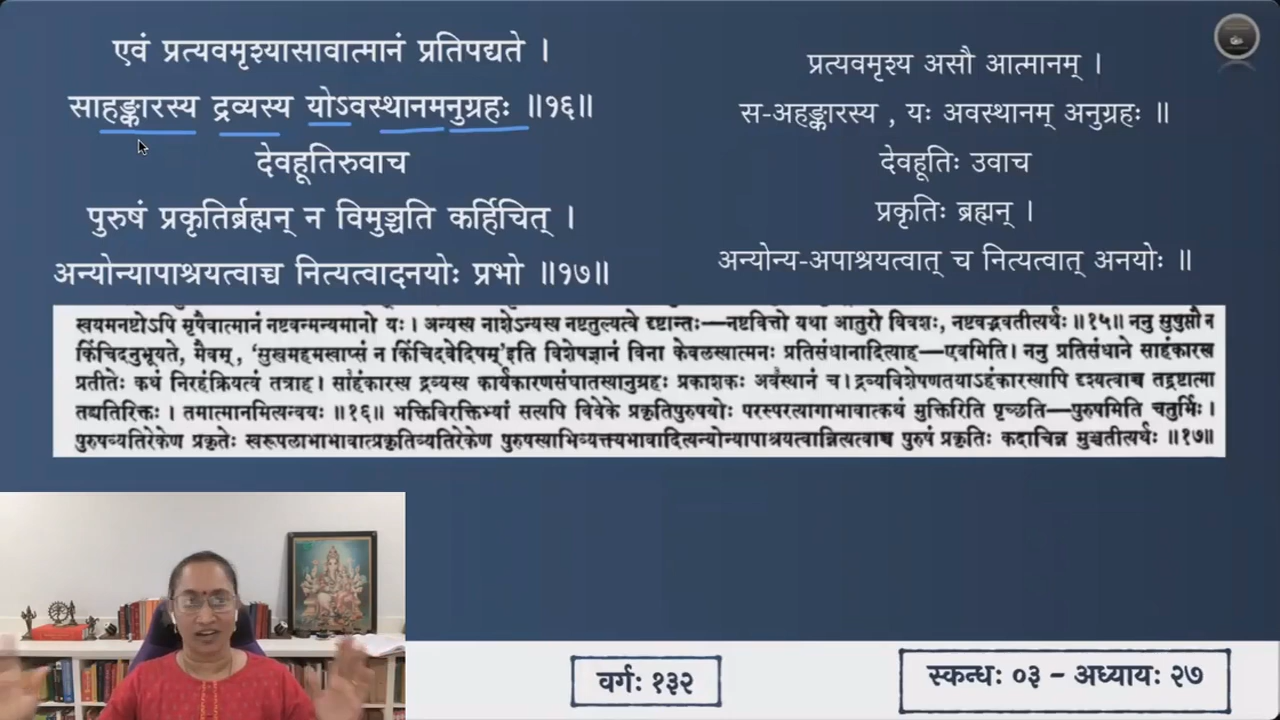 एवं प्रत्यवमृश्यासावात्मानं प्रतिपद्यते ।
साहङ्कारस्य द्रव्यस्य योऽवस्थानमनुग्रहः ॥१६॥
देवहूतिरुवाच
पुरुषं प्रकृतिर्ब्रह्मन् न विमुञ्चति कर्हिचित् ।
अन्योन्यापाश्रयत्वाच्च नित्यत्वादनयोः प्रभो ॥१७॥
प्रत्यवमृश्य असौ आत्मानम् ।
स-अहङ्कारस्य , यः अवस्थानम् अनुग्रहः ॥
देवहूतिः उवाच
प्रकृतिः ब्रह्मन् ।
अन्योन्य-अपाश्रयत्वात् च नित्यत्वात् अनयोः ॥
स्वयमनष्टोऽपि मृषैवात्मानं नष्टवन्मन्यमानो यः । अन्यस्य नाशेऽन्यस्य नष्टतुल्यत्वे दृष्टान्तः—नष्टवित्तो यथा आतुरो विवशः, नष्टवद्भवतीत्यर्थः ॥१५॥ ननु सुषुप्तौ न
किंचिदनुभूयते, मैवम्, 'सुखमहमस्वाप्सं न किंचिदवेदिषम्'इति विशेषज्ञानं विना केवलस्यात्मनः प्रतिसंधानादित्याह—एवमिति । ननु प्रतिसंधाने साहंकारस्य
प्रतीतेः कथं निरहंक्रियत्वं तत्राह । साहंकारस्य द्रव्यस्य कार्यकारणसंघातस्यानुग्रहः प्रकाशकः अवस्थानं च । द्रव्यविशेषणतयाऽहंकारस्यापि दृश्यत्वाच्च तद्द्रष्टात्मा
तद्व्यतिरिक्तः । तमात्मानमित्यन्वयः ॥१६॥ भक्तिविरक्तिभ्यां सत्यपि विवेके प्रकृतिपुरुषयोः परस्परत्यागाभावात्कथं मुक्तिरिति पृच्छति—पुरुषमिति चतुर्भिः ।
पुरुषव्यतिरेकेण प्रकृतेः स्वरूपलाभाभावात्प्रकृतिव्यतिरेकेण पुरुषस्याभिव्यक्त्यभावादित्यन्योन्यापाश्रयत्वान्नित्यत्वाच्च पुरुषं प्रकृतिः कदाचिन्न मुञ्चतीत्यर्थः ॥१७॥
वर्गः १३२
स्कन्धः ०३ - अध्यायः २७